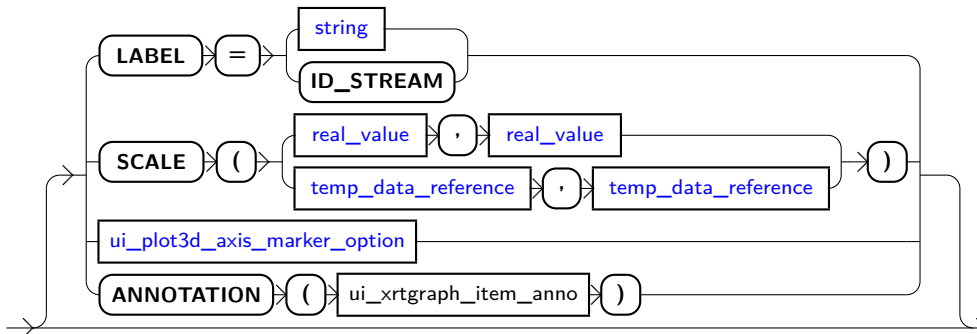 string
LABEL =
ID_STREAM
real_value , real_value
SCALE ( )
temp_data_reference , temp_data_reference
ui_plot3d_axis_marker_option
ANNOTATION ( ui_xrtgraph_item_anno )